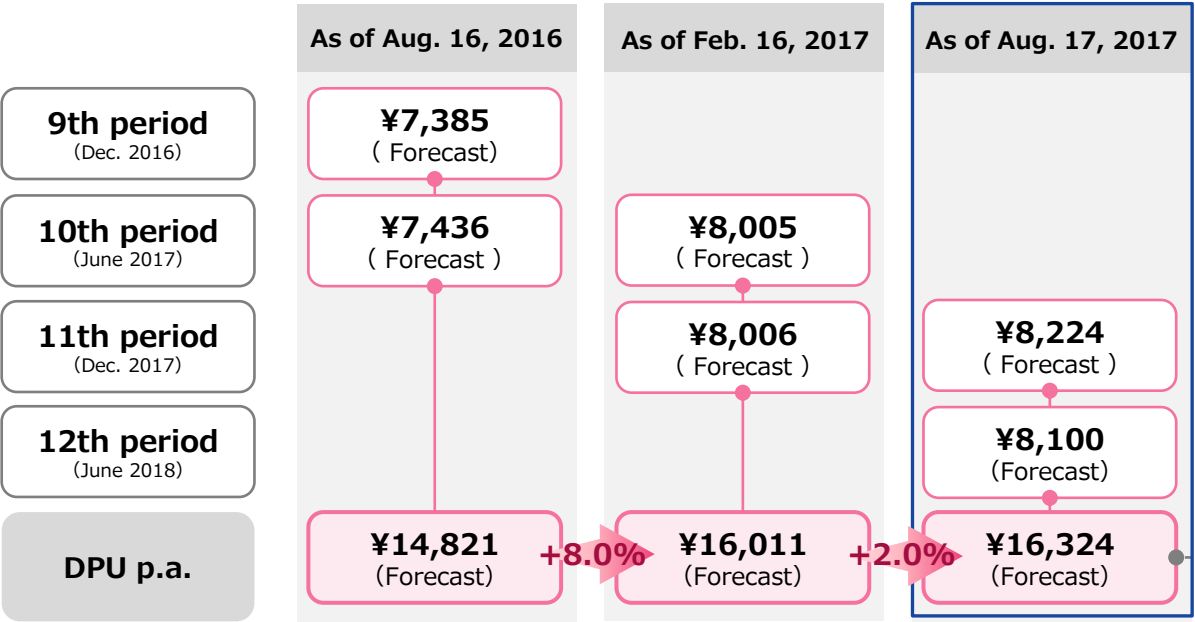 As of Aug. 16, 2016
As of Feb. 16, 2017
As of Aug. 17, 2017
9th period
(Dec. 2016)
¥7,385
( Forecast)
10th period
(June 2017)
¥7,436
( Forecast )
¥8,005
( Forecast )
11th period
(Dec. 2017)
¥8,006
( Forecast )
¥8,224
( Forecast )
12th period
(June 2018)
¥8,100
(Forecast)
DPU p.a.
¥14,821
(Forecast)
+8.0%
¥16,011
(Forecast)
+2.0%
¥16,324
(Forecast)